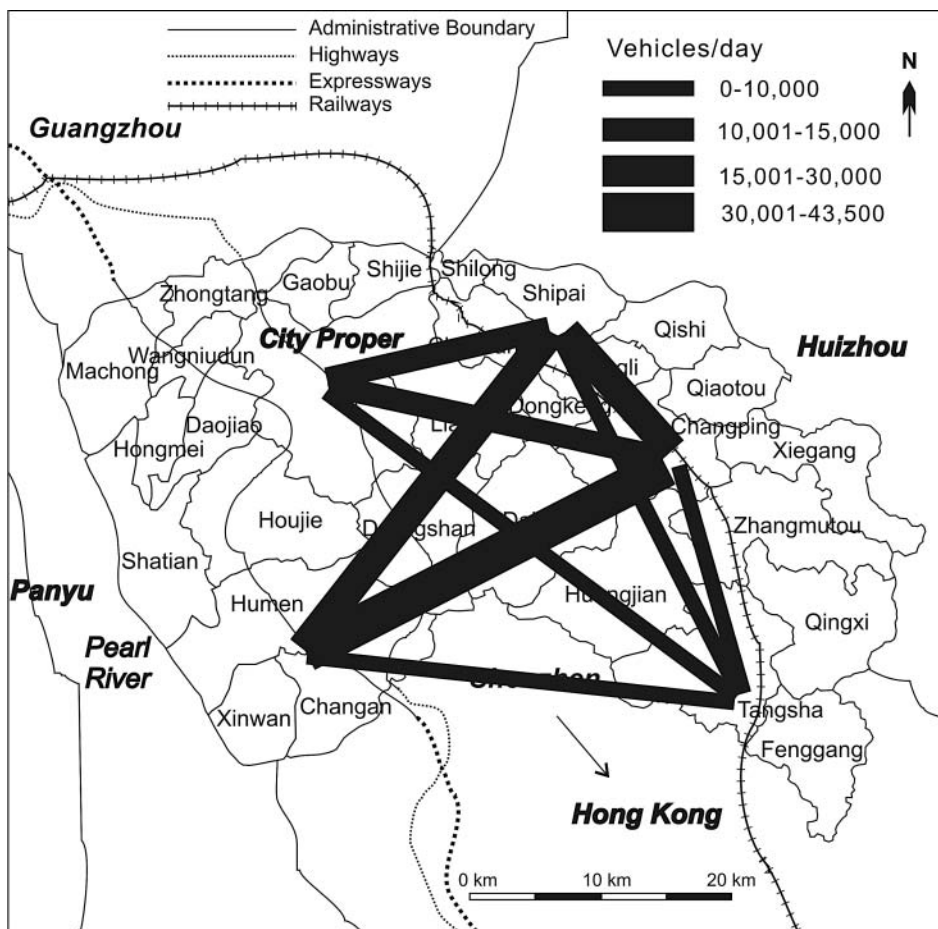 Administrative Boundary
Highways
Expressways
Railways
Vehicles/day
0-10,000
10,001-15,000
15,001-30,000
30,001-43,500
N
Guangzhou
Shijie
Shilong
Gaobu
Zhongtang
Shipai
Qishi
City Proper
Huizhou
Wangniudun
Machong
Qiaotou
Dongkeng
Daojiao
Changping
Hongmei
Xiegang
Houjie
Zhangmutou
Shatian
Panyu
Humen
Huangjian
Qingxi
Pearl
River
Xinwan
Changan
Tangsha
Fenggang
Hong Kong
0 km
10 km
20 km